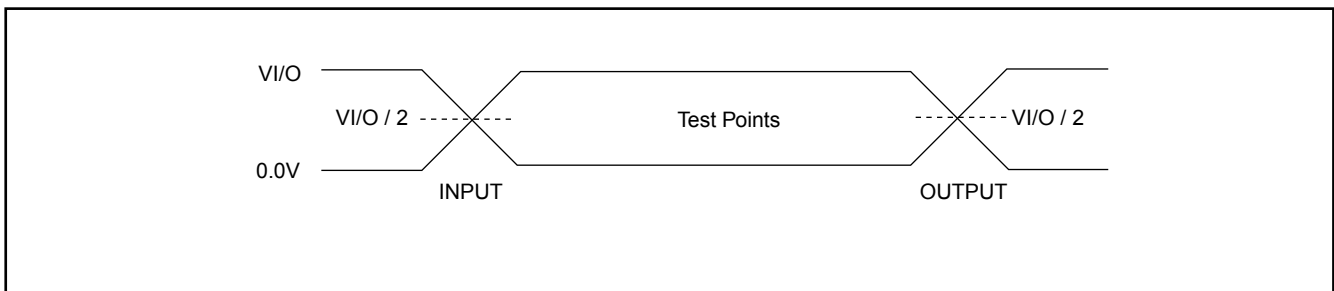 VI/O
VI/O / 2
Test Points
VI/O / 2
0.0V
INPUT
OUTPUT